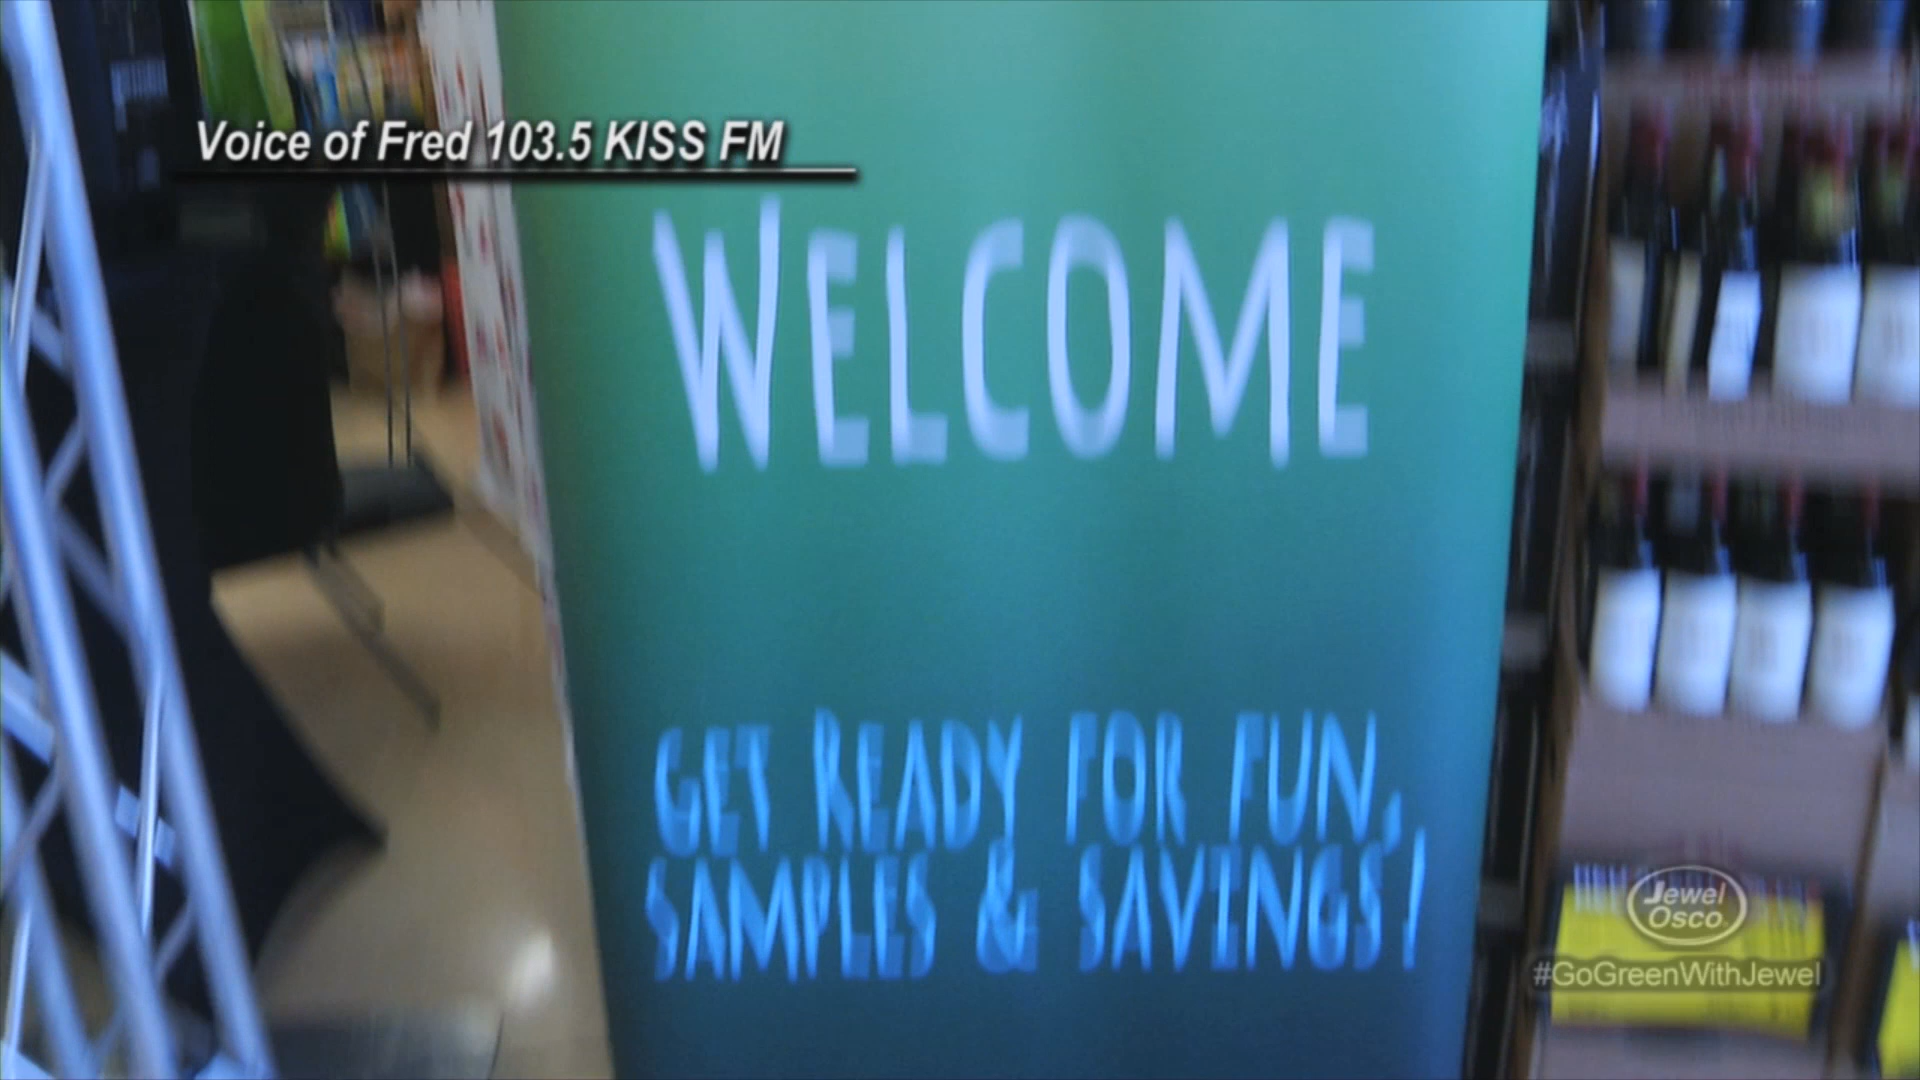 Voice of Fred 103.5 KISS FM
WELCOME
GET READY FOR FUN,
SAMPLES & SAVINGS!
Jewel
Osco
#GoGreenWithJewel